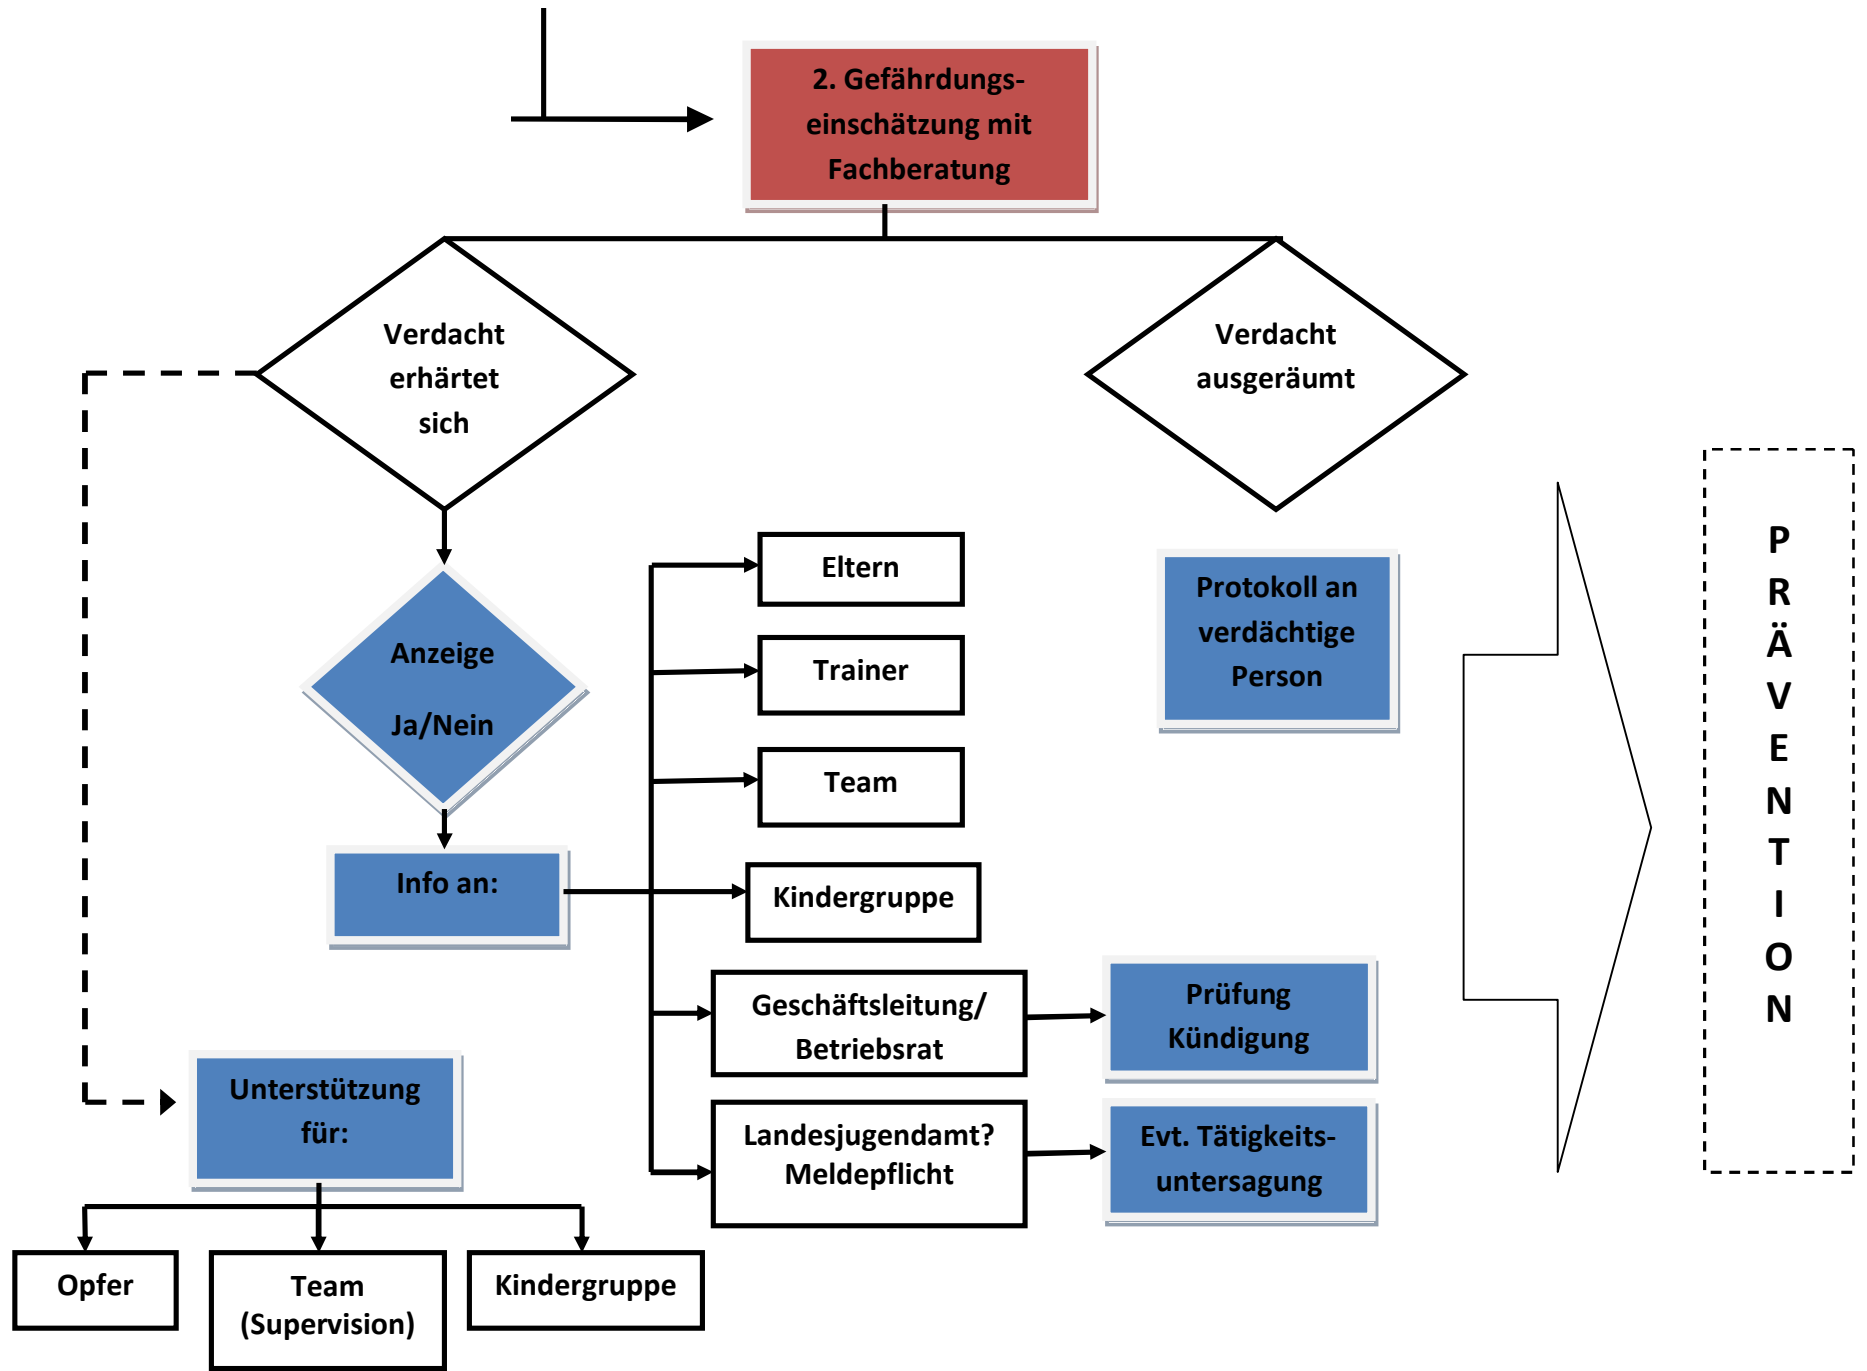 2. Gefährdungs-
einschätzung mit
Fachberatung
Verdacht
erhärtet
sich
Verdacht
ausgeräumt
Anzeige
Ja/Nein
Info an:
Eltern
Trainer
Team
Kindergruppe
Geschäftsleitung/
Betriebsrat
Landesjugendamt?
Meldepflicht
Protokoll an
verdächtige
Person
Prüfung
Kündigung
Evt. Tätigkeits-
untersagung
Unterstützung
für:
Opfer
Team
(Supervision)
Kindergruppe
P
R
Ä
V
E
N
T
I
O
N